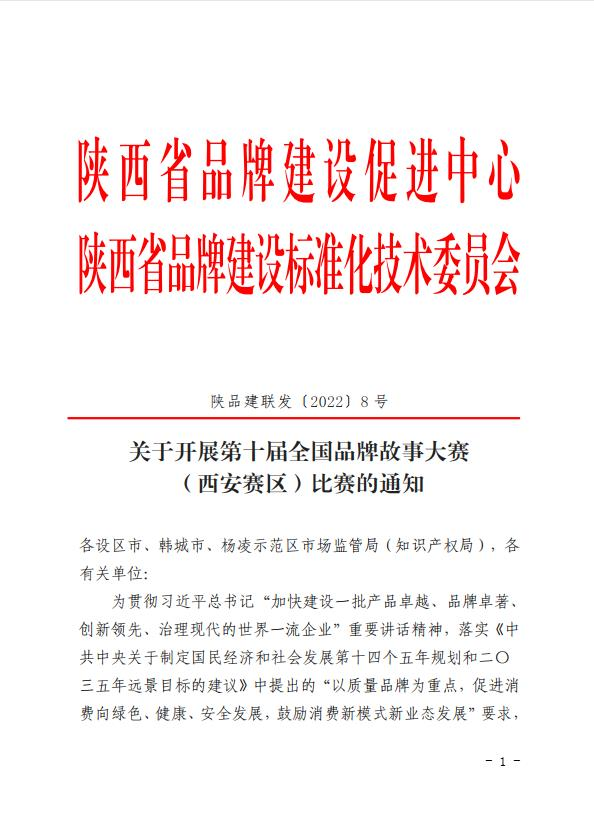 陕西省品牌建设促进中心
陕西省品牌建设标准化技术委员会
陕品建联发〔2022〕8号
关于开展第十届全国品牌故事大赛
（西安赛区）比赛的通知
各设区市、韩城市、杨凌示范区市场监管局（知识产权局），各
有关单位：
为贯彻习近平总书记“加快建设一批产品卓越、品牌卓著、
创新领先、治理现代的世界一流企业”重要讲话精神，落实《中
共中央关于制定国民经济和社会发展第十四个五年规划和二〇
三五年远景目标的建议》中提出的“以质量品牌为重点，促进消
费向绿色、健康、安全发展，鼓励消费新模式新业态发展”要求，
- 1 -